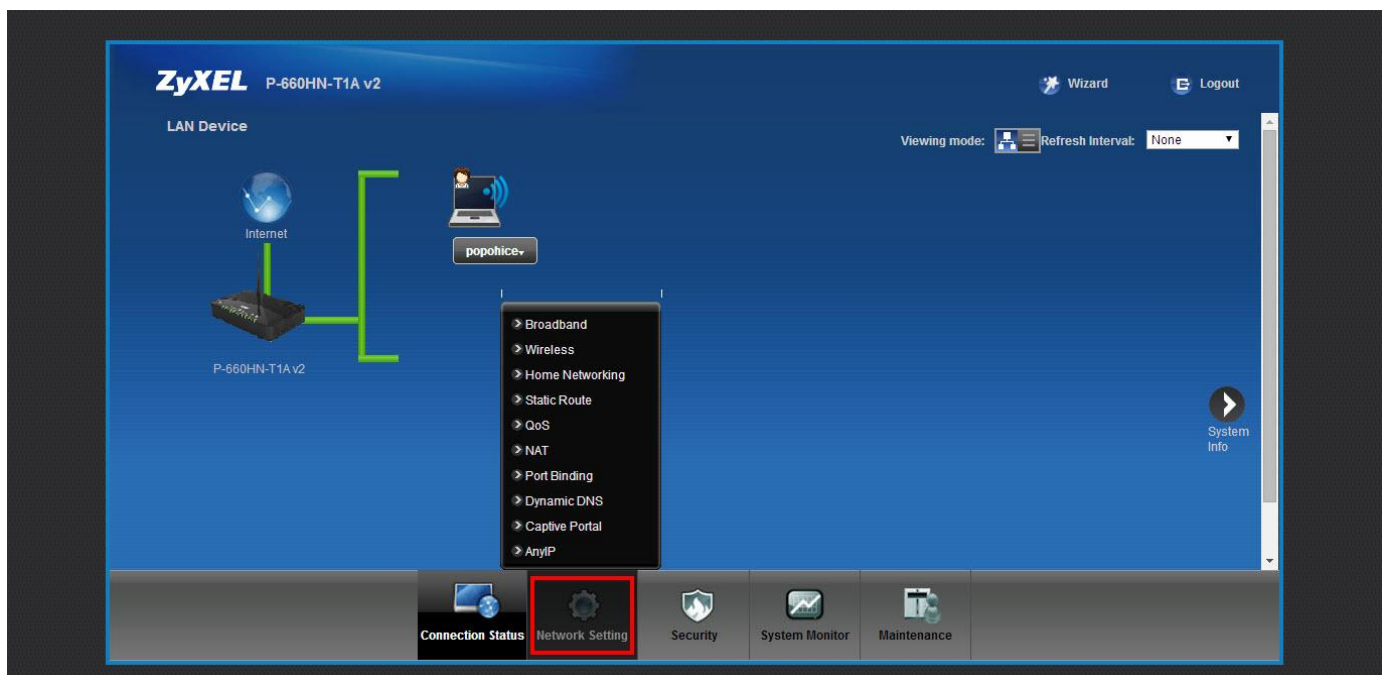 ZyXEL P-660HN-T1A v2
Wizard
Logout
LAN Device
Viewing mode:
Refresh Interval:
None
Internet
popohice
P-660HN-T1A v2
Broadband
Wireless
Home Networking
Static Route
QoS
NAT
Port Binding
Dynamic DNS
Captive Portal
AnyIP
System
Info
Connection Status
Network Setting
Security
System Monitor
Maintenance